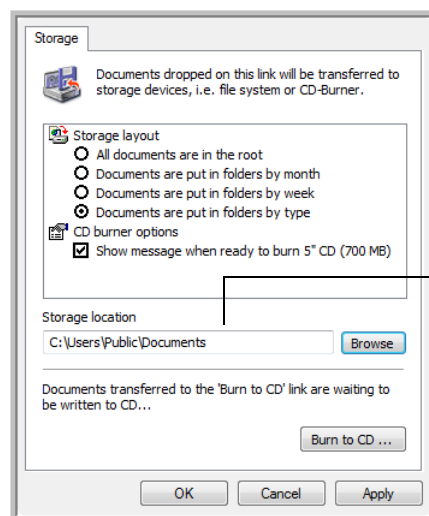 Storage
Documents dropped on this link will be transferred to
storage devices, i.e. file system or CD-Burner.
Storage layout
All documents are in the root
Documents are put in folders by month
Documents are put in folders by week
Documents are put in folders by type
CD burner options
Show message when ready to burn 5" CD (700 MB)
Storage location
C:\Users\Public\Documents
Browse
Documents transferred to the 'Burn to CD' link are waiting to
be written to CD...
Burn to CD ...
OK
Cancel
Apply